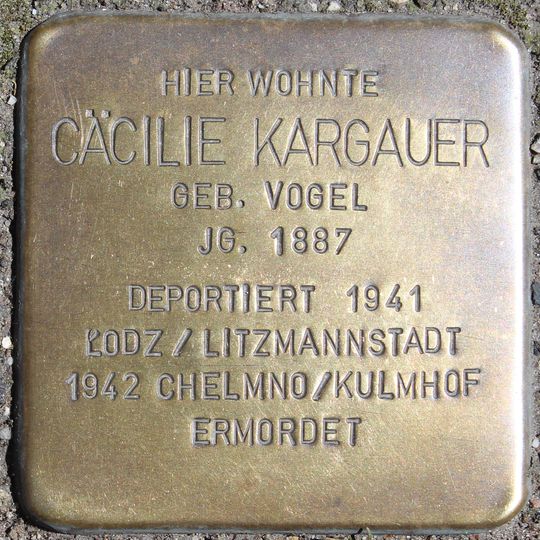 HIER WOHNTE
CÄCILIE KARGAUER
GEB. VOGEL
JG. 1887
DEPORTIERT 1941
ŁODZ / LITZMANNSTADT
1942 CHELMNO/KULMHOF
ERMORDET